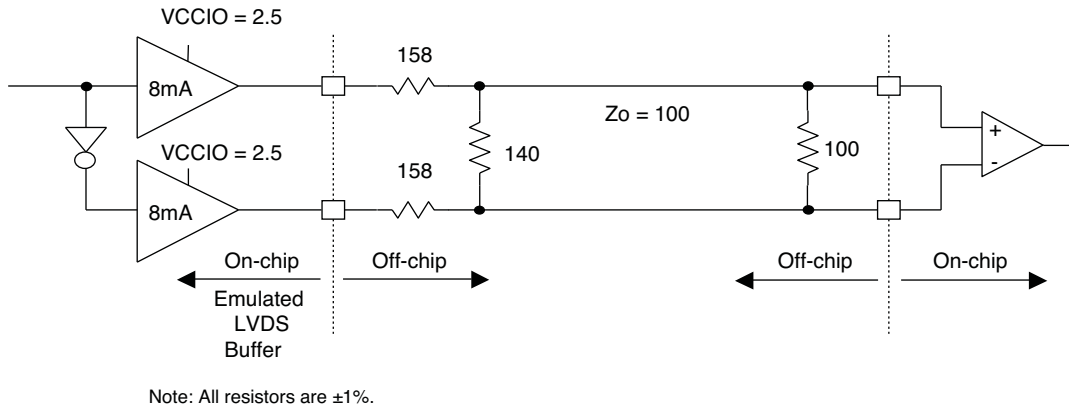 VCCIO = 2.5
158
8mA
Zo = 100
+
-
VCCIO = 2.5
140
100
158
8mA
On-chip
Off-chip
Off-chip
On-chip
Emulated
LVDS
Buffer
Note: All resistors are ±1%.